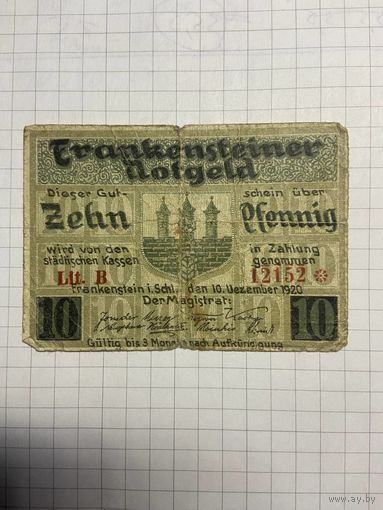 Frankensteiner
Notgeld
Dieser Gut- schein über
Zehn Pfennig
wird von den in Zahlung
städtischen Kassen genommen
Ltt. B 12152 *
Frankenstein i. Schl., den 10. Dezember 1920
Der Magistrat:
10 10
Gültig bis 3 Monate nach Aufkündigung
www.ay.by